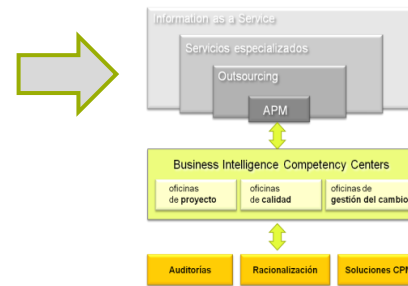 Information as a Service
Servicios especializados
Outsourcing
APM
Business Intelligence Competency Centers
oficinas
de proyecto
oficinas
de calidad
oficinas de
gestión del cambio
Auditorías
Racionalización
Soluciones CPM